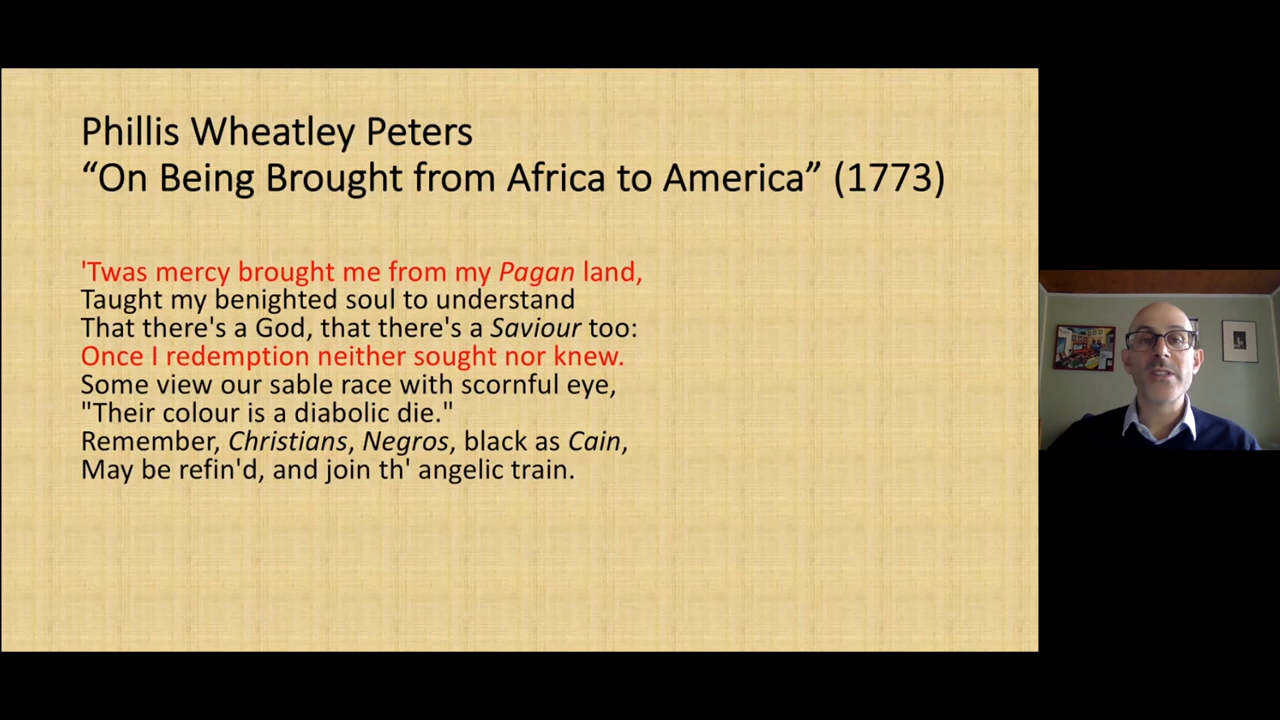 Phillis Wheatley Peters
“On Being Brought from Africa to America” (1773)
'Twas mercy brought me from my Pagan land,
Taught my benighted soul to understand
That there's a God, that there's a Saviour too:
Once I redemption neither sought nor knew.
Some view our sable race with scornful eye,
"Their colour is a diabolic die."
Remember, Christians, Negros, black as Cain,
May be refin'd, and join th' angelic train.